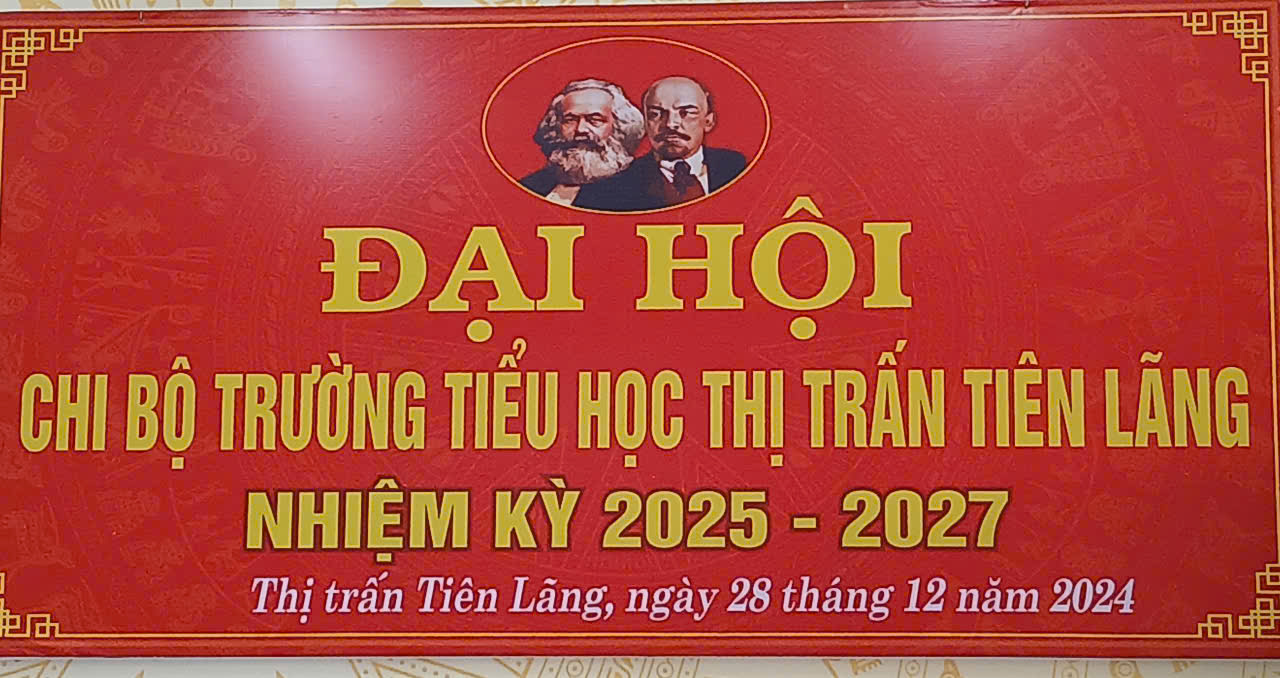 ĐẠI HỘI
CHI BỘ TRƯỜNG TIỂU HỌC THỊ TRẤN TIÊN LÃNG
NHIỆM KỲ 2025 - 2027
Thị trấn Tiên Lãng, ngày 28 tháng 12 năm 2024